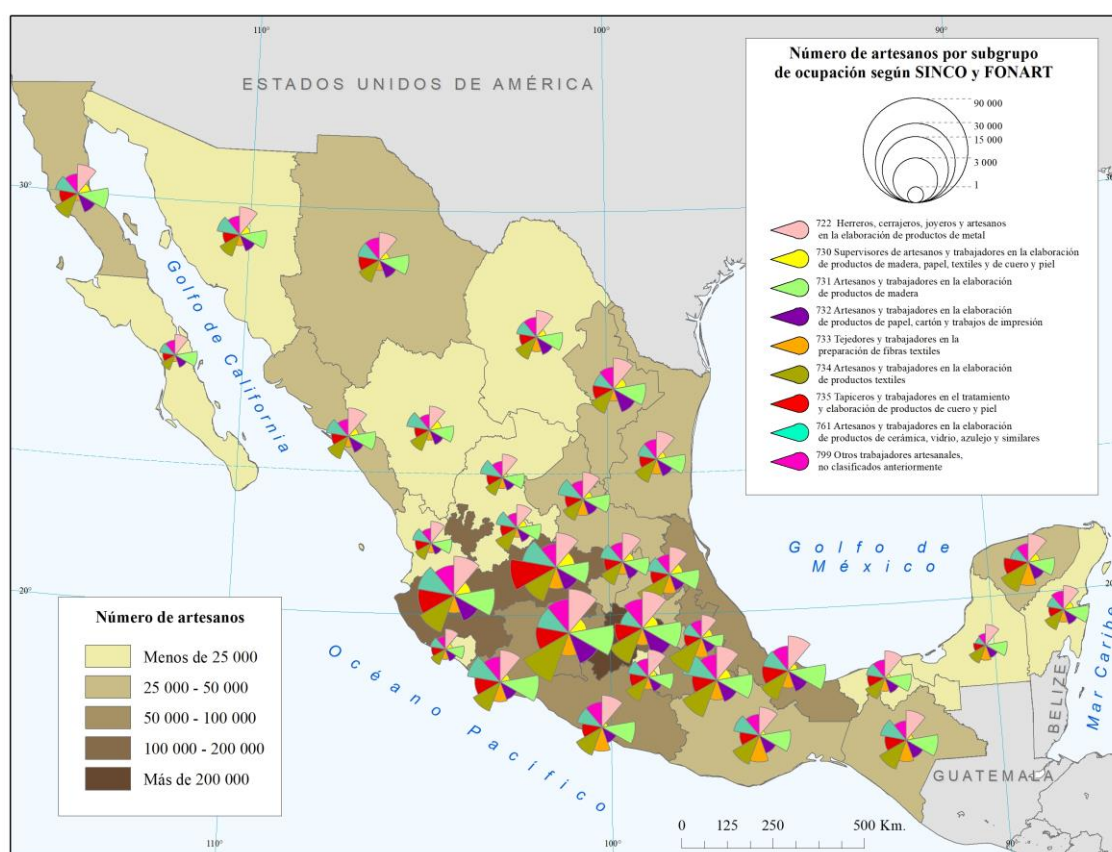 110°
100°
90°
ESTADOS UNIDOS DE AMÉRICA
30°
30°
Golfo de
California
Golfo de
México
20°
20°
Océano Pacífico
Mar Caribe
BELIZE
GUATEMALA
110°
100°
90°
Número de artesanos por subgrupo
de ocupación según SINCO y FONART
90 000
30 000
15 000
3 000
1
722 Herreros, cerrajeros, joyeros y artesanos
en la elaboración de productos de metal
730 Supervisores de artesanos y trabajadores en la elaboración
de productos de madera, papel, textiles y de cuero y piel
731 Artesanos y trabajadores en la elaboración
de productos de madera
732 Artesanos y trabajadores en la elaboración
de productos de papel, cartón y trabajos de impresión
733 Tejedores y trabajadores en la
preparación de fibras textiles
734 Artesanos y trabajadores en la elaboración
de productos textiles
735 Tapiceros y trabajadores en el tratamiento
y elaboración de productos de cuero y piel
761 Artesanos y trabajadores en la elaboración
de productos de cerámica, vidrio, azulejo y similares
799 Otros trabajadores artesanales,
no clasificados anteriormente
Número de artesanos
Menos de 25 000
25 000 - 50 000
50 000 - 100 000
100 000 - 200 000
Más de 200 000
0 125 250 500 Km.